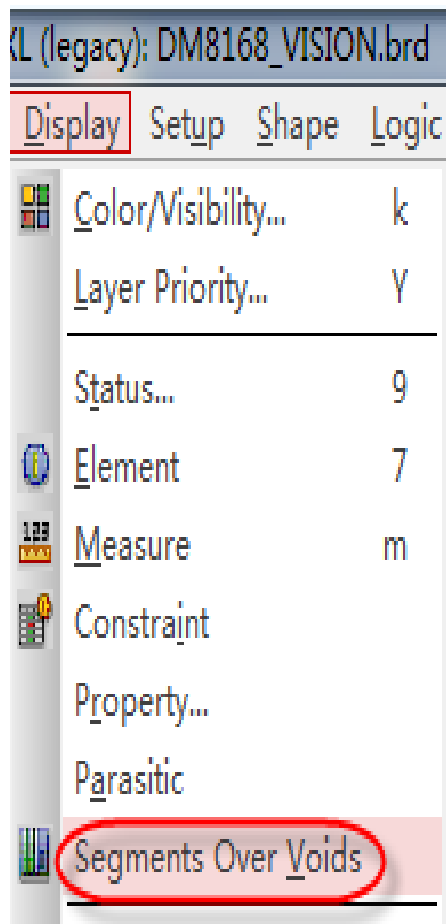 XL (legacy): DM8168_VISION.brd
Display Setup Shape Logic
Color/Visibility... k
Layer Priority... Y
Status... 9
Element 7
123
Measure m
Constraint
Property...
Parasitic
Segments Over Voids